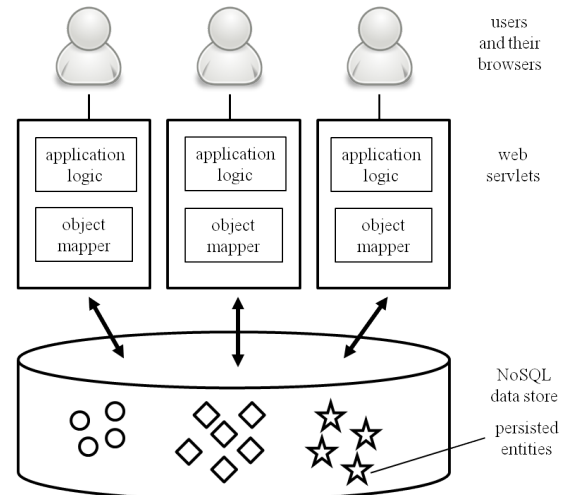 users
and their
browsers
application
logic
application
logic
application
logic
web
servlets
object
mapper
object
mapper
object
mapper
NoSQL
data store
persisted
entities